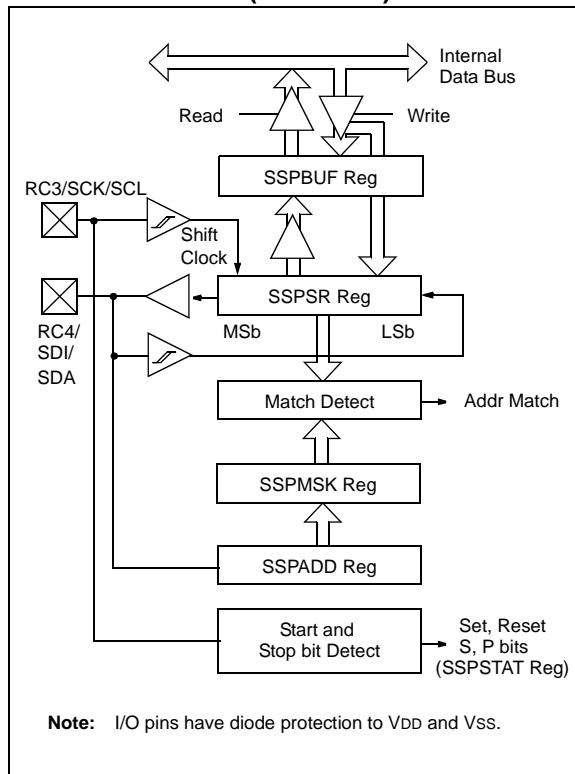 Internal
Data Bus
Read
Write
SSPBUF Reg
RC3/SCK/SCL
Shift
Clock
SSPSR Reg
MSb
LSb
RC4/
SDI/
SDA
Match Detect
Addr Match
SSPMSK Reg
SSPADD Reg
Start and
Stop bit Detect
Set, Reset
S, P bits
(SSPSTAT Reg)
Note: I/O pins have diode protection to VDD and VSS.